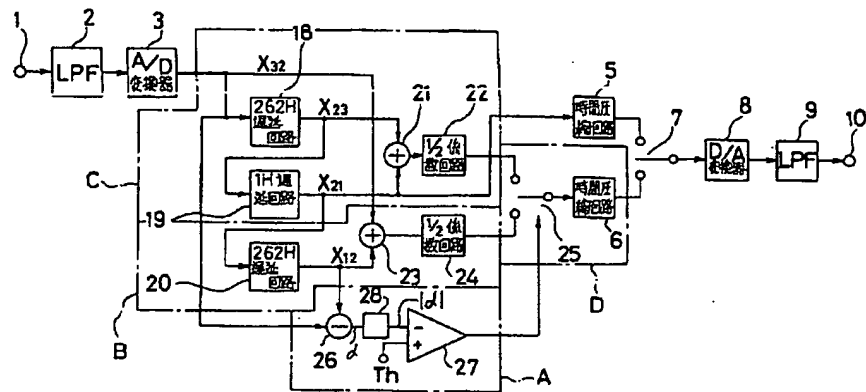 1
2
LPF
3
A/D
変換器
18
X32
262H
遅延
回路
X23
21
22
1/2係
数回路
5
時間圧
縮回路
7
8
D/A
変換器
9
LPF
10
C
19
1H遅
延回路
X21
時間圧
縮回路
6
25
20
262H
遅延
回路
X12
23
1/2係
数回路
24
D
B
26
α
28
|α|
−
+
Th
27
A